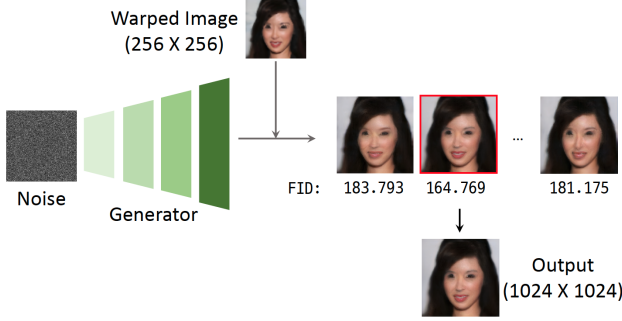 Warped Image
(256 X 256)
Noise
Generator
FID: 183.793 164.769 ... 181.175
Output
(1024 X 1024)